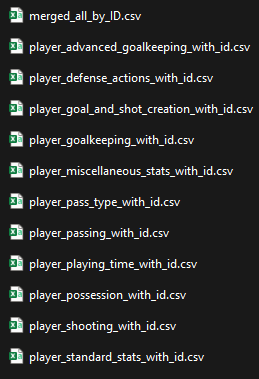 merged_all_by_ID.csv
player_advanced_goalkeeping_with_id.csv
player_defense_actions_with_id.csv
player_goal_and_shot_creation_with_id.csv
player_goalkeeping_with_id.csv
player_miscellaneous_stats_with_id.csv
player_pass_type_with_id.csv
player_passing_with_id.csv
player_playing_time_with_id.csv
player_possession_with_id.csv
player_shooting_with_id.csv
player_standard_stats_with_id.csv